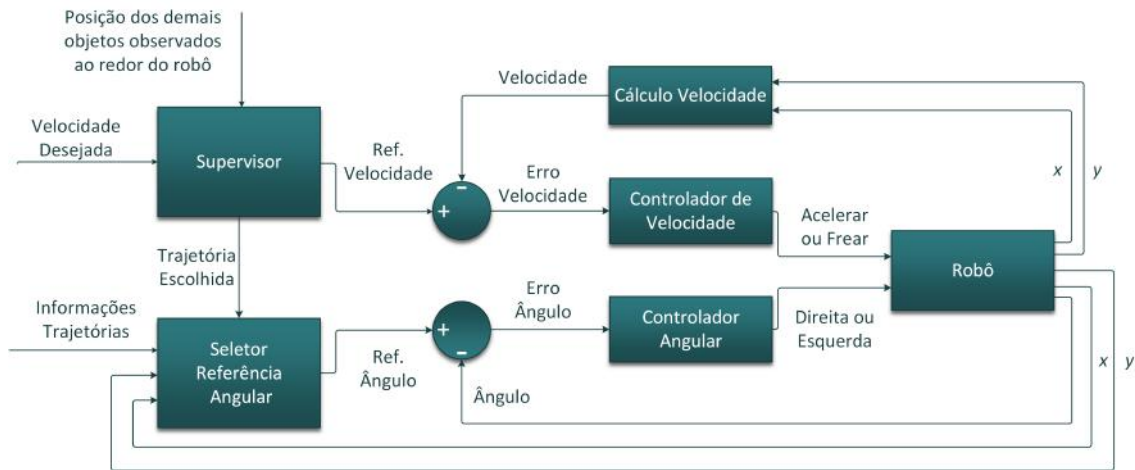 Posição dos demais
objetos observados
ao redor do robô
Velocidade
Cálculo Velocidade
Velocidade
Desejada
Supervisor
Ref.
Velocidade
-
+
Erro
Velocidade
Controlador de
Velocidade
x
y
Acelerar
ou Frear
Robô
Trajetória
Escolhida
Informações
Trajetórias
Seletor
Referência
Angular
Ref.
Ângulo
+
-
Erro
Ângulo
Controlador
Angular
Direita ou
Esquerda
x
y
Ângulo